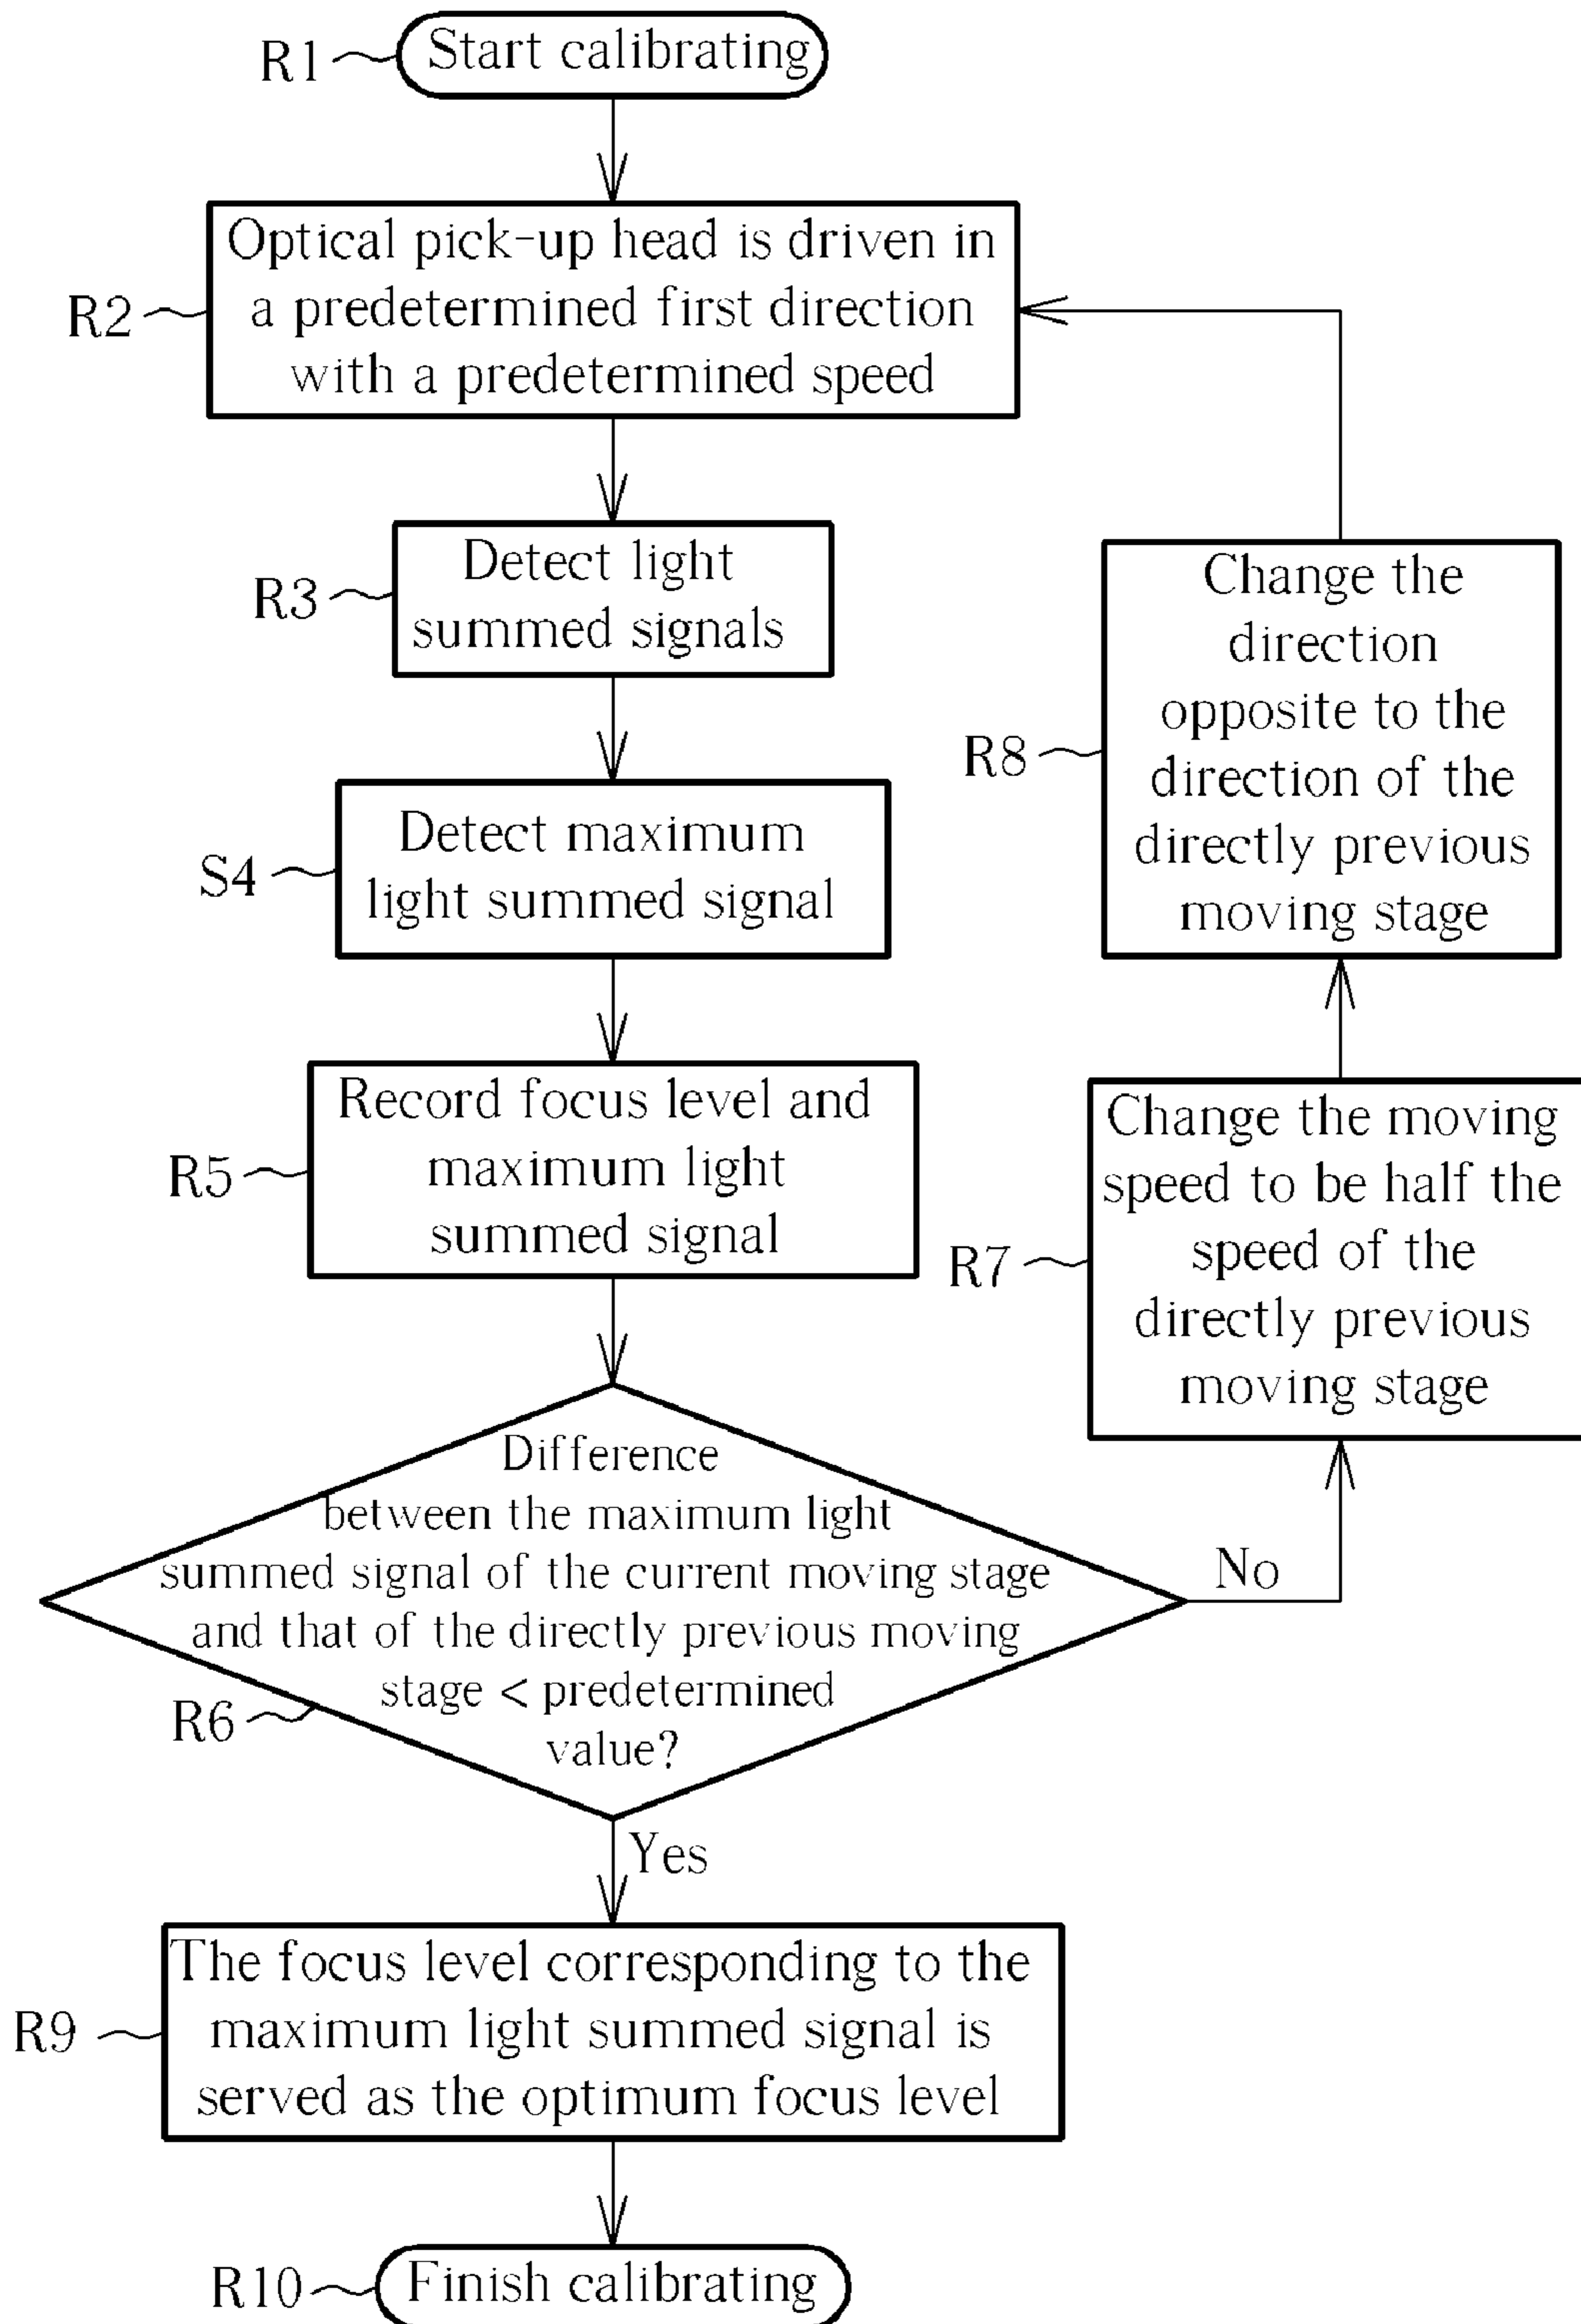 R1
Start calibrating
R2
Optical pick-up head is driven in
a predetermined first direction
with a predetermined speed
R3
Detect light
summed signals
S4
Detect maximum
light summed signal
R5
Record focus level and
maximum light
summed signal
R6
Difference
between the maximum light
summed signal of the current moving stage
and that of the directly previous moving
stage < predetermined
value?
No
R7
Change the moving
speed to be half the
speed of the
directly previous
moving stage
R8
Change the
direction
opposite to the
direction of the
directly previous
moving stage
Yes
R9
The focus level corresponding to the
maximum light summed signal is
served as the optimum focus level
R10
Finish calibrating